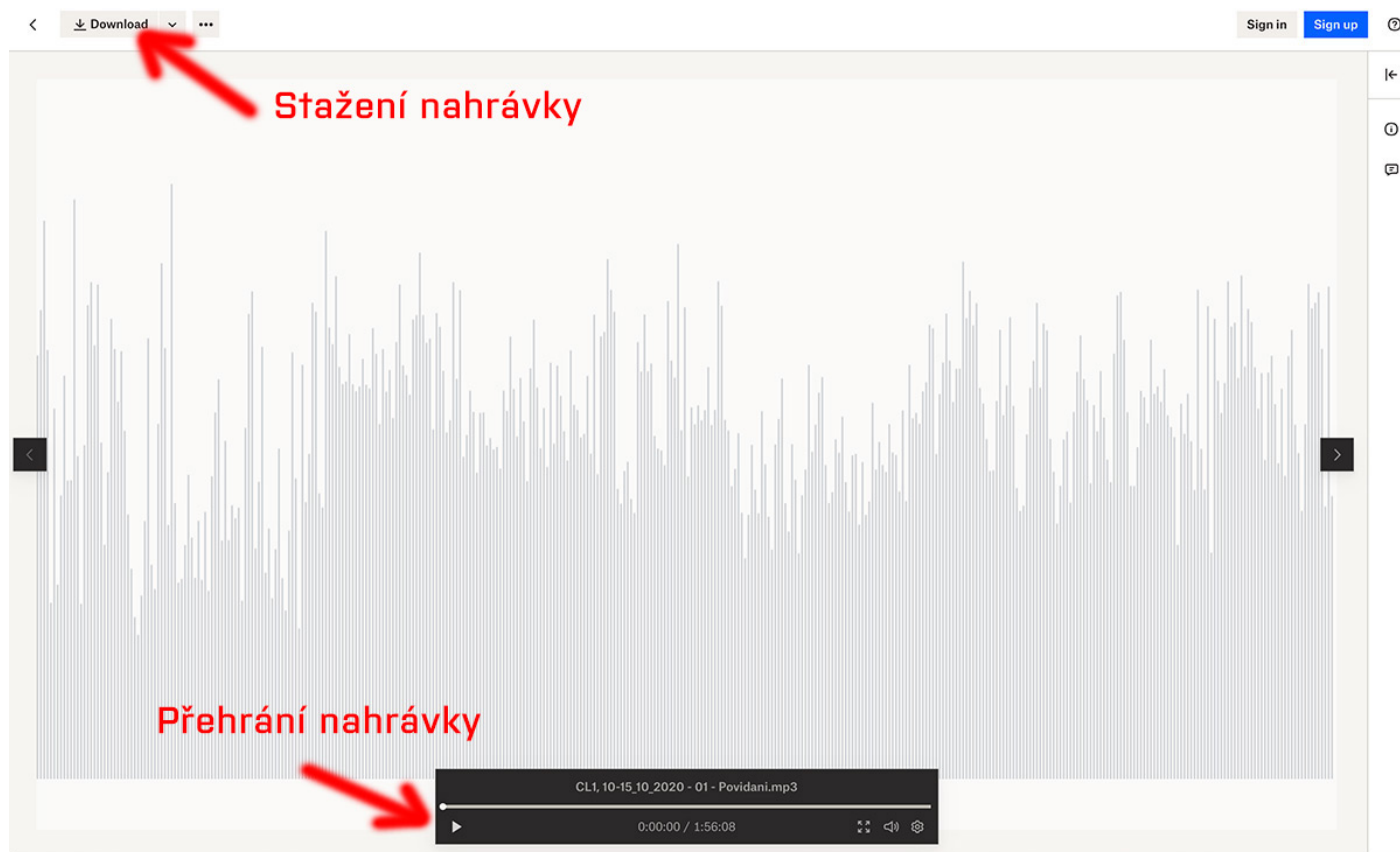 Download
Sign in
Sign up
Stažení nahrávky
Přehrání nahrávky
CL1, 10-15_10_2020 - 01 - Povidani.mp3
0:00:00 / 1:56:08